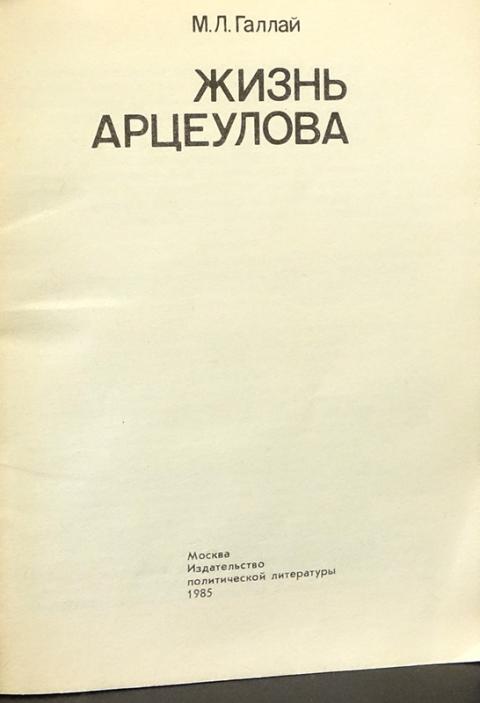 М.Л.Галлай
ЖИЗНЬ
АРЦЕУЛОВА
Москва
Издательство
политической литературы
1985